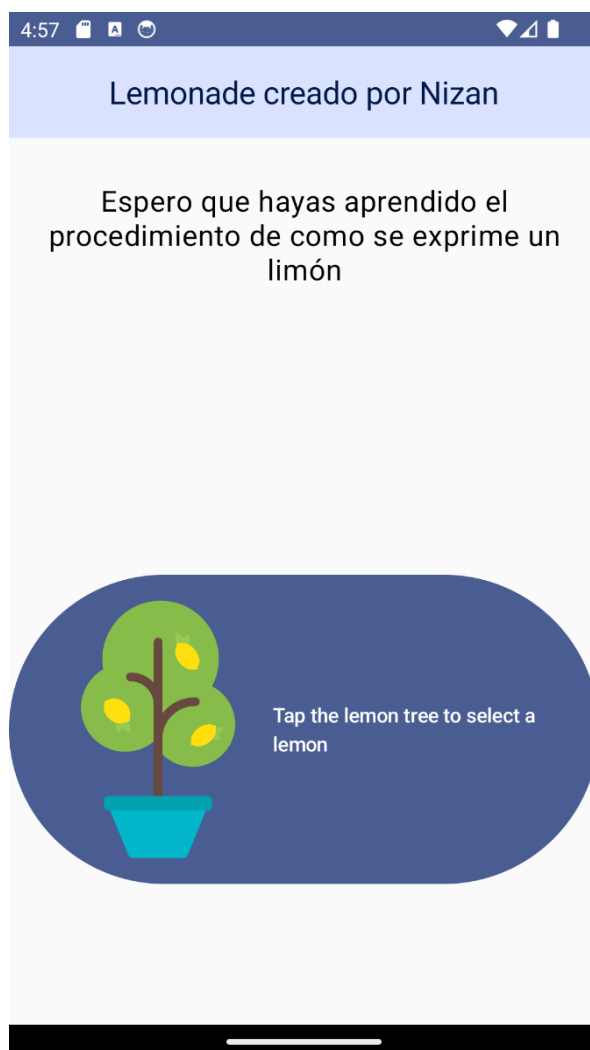 4:57
Lemonade creado por Nizan
Espero que hayas aprendido el
procedimiento de como se exprime un
limón
Tap the lemon tree to select a
lemon